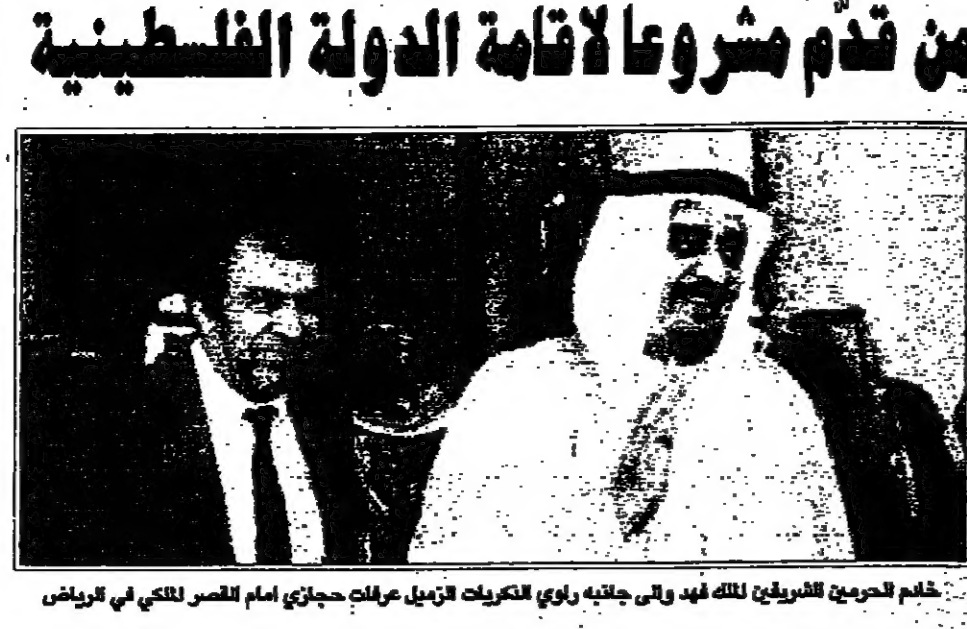 من قدّم مشروعا لاقامة الدولة الفلسطينية
خادم الحرمين الشريفين الملك فهد والى جانبه راوي الذكريات الزميل عرفات حجازي امام القصر الملكي في الرياض